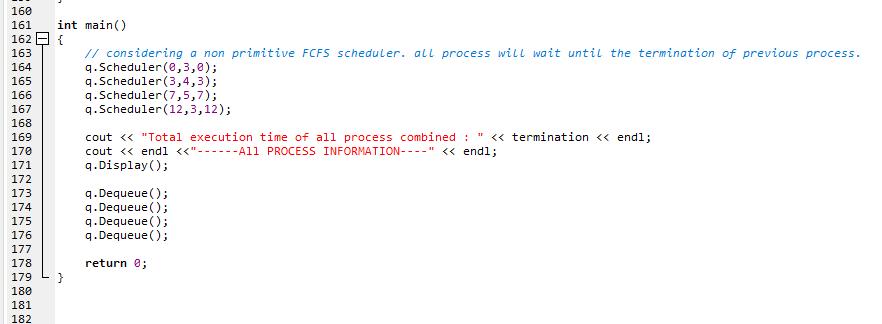 160
161 int main()
162 {
163 // considering a non primitive FCFS scheduler. all process will wait until the termination of previous process.
164 q.Scheduler(0,3,0);
165 q.Scheduler(3,4,3);
166 q.Scheduler(7,5,7);
167 q.Scheduler(12,3,12);
168
169 cout << "Total execution time of all process combined : " << termination << endl;
170 cout << endl <<"------All PROCESS INFORMATION----" << endl;
171 q.Display();
172
173 q.Dequeue();
174 q.Dequeue();
175 q.Dequeue();
176 q.Dequeue();
177
178 return 0;
179 }
180
181
182